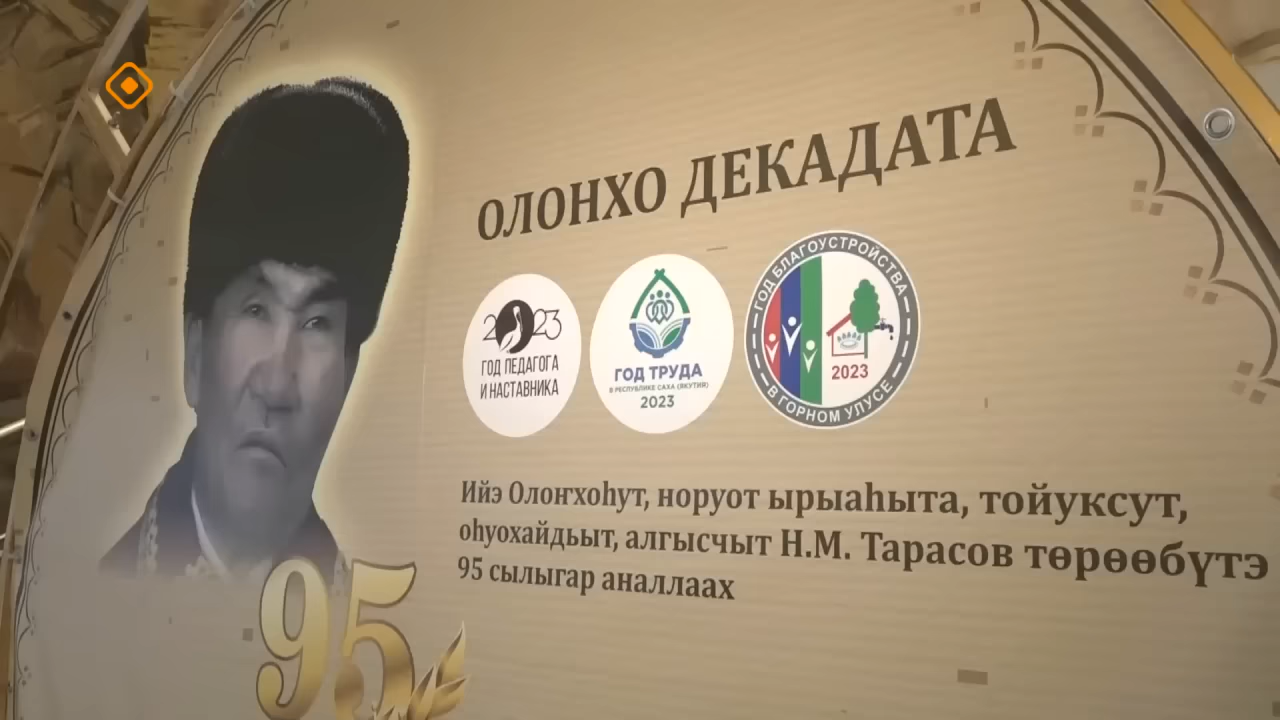 ОЛОНХО ДЕКАДАТА
2023
ГОД ПЕДАГОГА
И НАСТАВНИКА
ГОД ТРУДА
В РЕСПУБЛИКЕ САХА (ЯКУТИЯ)
2023
ГОД БЛАГОУСТРОЙСТВА
2023
В ГОРНОМ УЛУСЕ
Ийэ Олоҥхоһут, норуот ырыаһыта, тойуксут,
оһуохайдьыт, алгысчыт Н.М. Тарасов төрөөбүтэ
95 сылыгар аналлаах
95